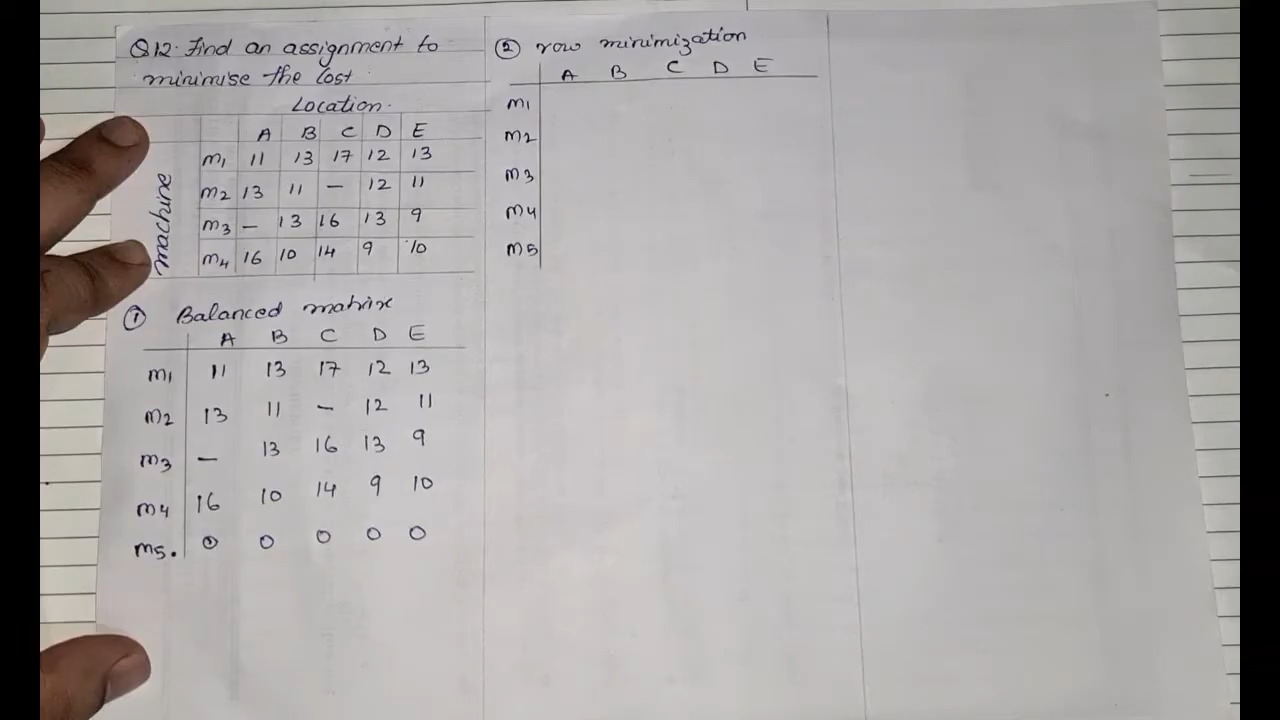 Q12. Find an assignment to
minimise the cost
Location.
machine
A B C D E
m1 11 13 17 12 13
m2 13 11 — 12 11
m3 — 13 16 13 9
m4 16 10 14 9 10
① Balanced matrix
A B C D E
m1 11 13 17 12 13
m2 13 11 — 12 11
m3 — 13 16 13 9
m4 16 10 14 9 10
m5. 0 0 0 0 0
② row minimization
A B C D E
m1
m2
m3
m4
m5